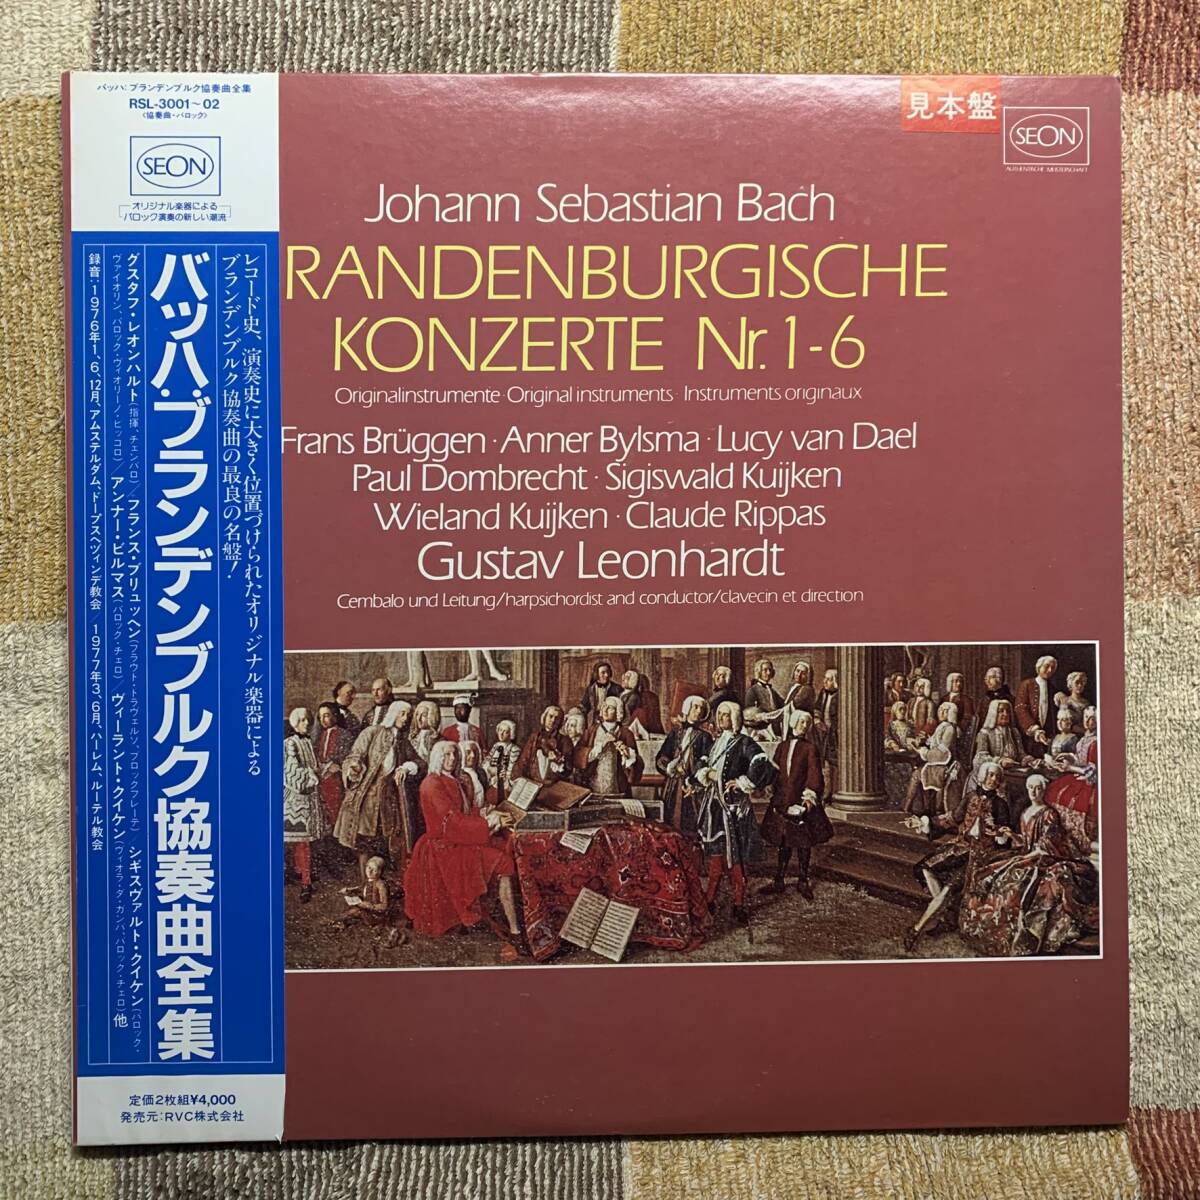 バッハ:ブランデンブルク協奏曲全集
RSL-3001~02
〈協奏曲・バロック〉
SEON
オリジナル楽器による
バロック演奏の新しい潮流
レコード史、演奏史に大きく位置づけられたオリジナル楽器による
ブランデンブルク協奏曲の最良の名盤!
バッハ:ブランデンブルク協奏曲全集
グスタフ・レオンハルト(指揮、チェンバロ)/フランス・ブリュッヘン(フラウト・トラヴェルソ、ブロックフレーテ) シギスヴァルト・クイケン(バロック・
ヴァイオリン、バロック・ヴィオリーノ・ピッコロ)/アンナー・ビルスマ(バロック・チェロ) ヴィーラント・クイケン(ヴィオラ・ダ・ガンバ、バロック・チェロ)他
録音:1976年1、6、12月、アムステルダム、ドープスヘツィンデ教会/1977年3、6月、ハーレム、ルーテル教会
定価2枚組¥4,000
発売元:RVC株式会社
見本盤
SEON
AUTHENTISCHE MEISTERSCHAFT
Johann Sebastian Bach
RANDENBURGISCHE
KONZERTE Nr. 1-6
Originalinstrumente · Original instruments · Instruments originaux
Frans Brüggen · Anner Bylsma · Lucy van Dael
Paul Dombrecht · Sigiswald Kuijken
Wieland Kuijken · Claude Rippas
Gustav Leonhardt
Cembalo und Leitung/harpsichordist and conductor/clavecin et direction